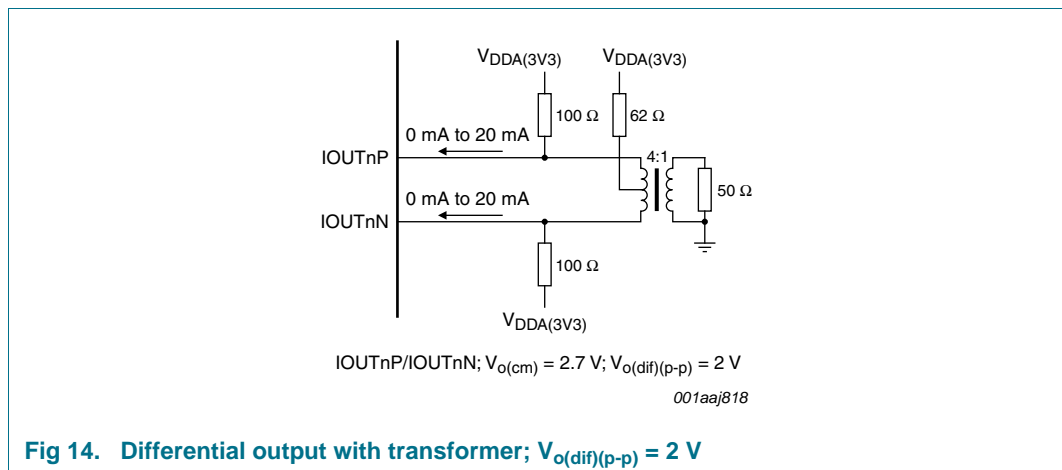 VDDA(3V3) VDDA(3V3)
100 Ω 62 Ω
0 mA to 20 mA
IOUTnP
4:1
50 Ω
0 mA to 20 mA
IOUTnN
100 Ω
VDDA(3V3)
IOUTnP/IOUTnN; Vo(cm) = 2.7 V; Vo(dif)(p-p) = 2 V
001aaj818
Fig 14. Differential output with transformer; Vo(dif)(p-p) = 2 V